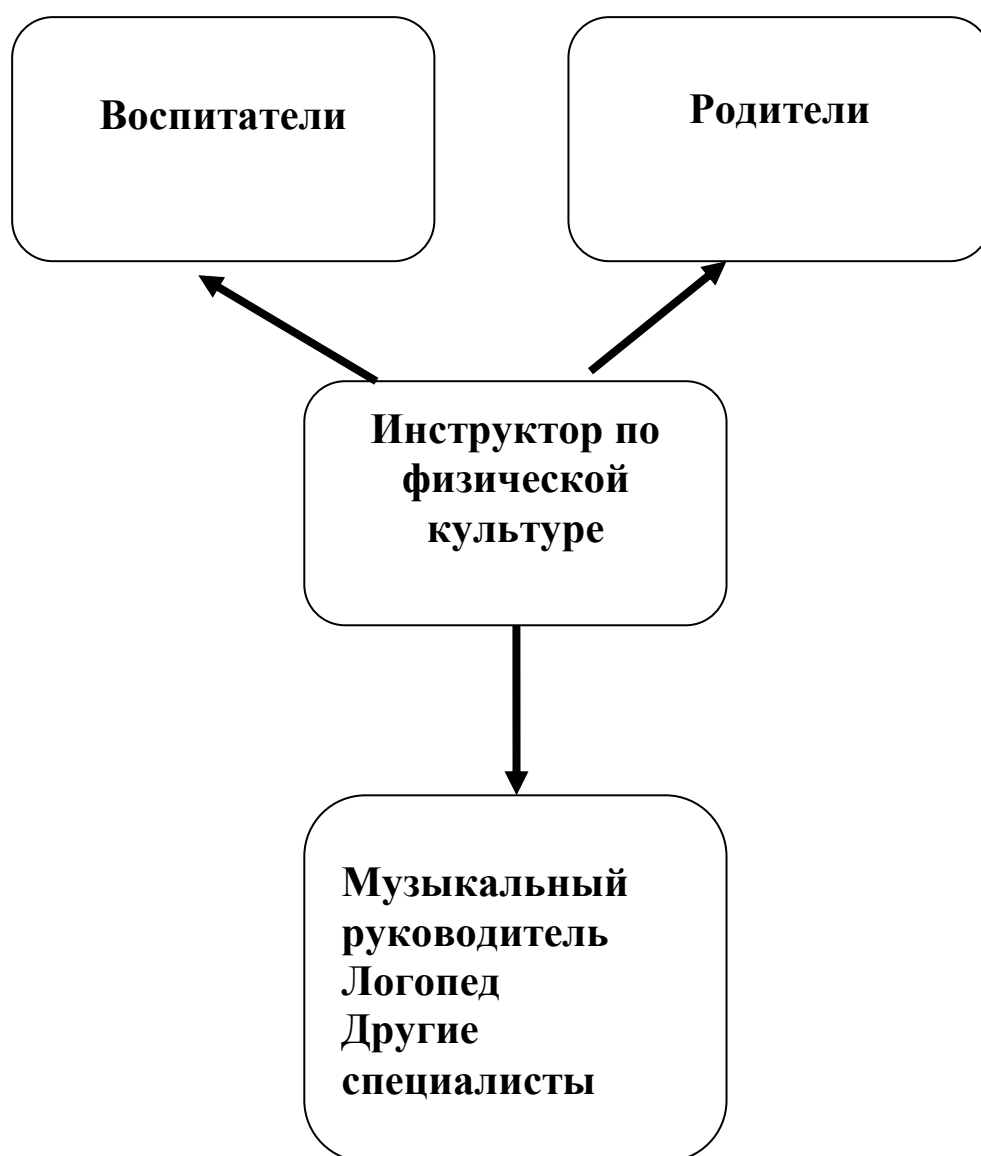 Воспитатели
Родители
Инструктор по
физической
культуре
Музыкальный
руководитель
Логопед
Другие
специалисты